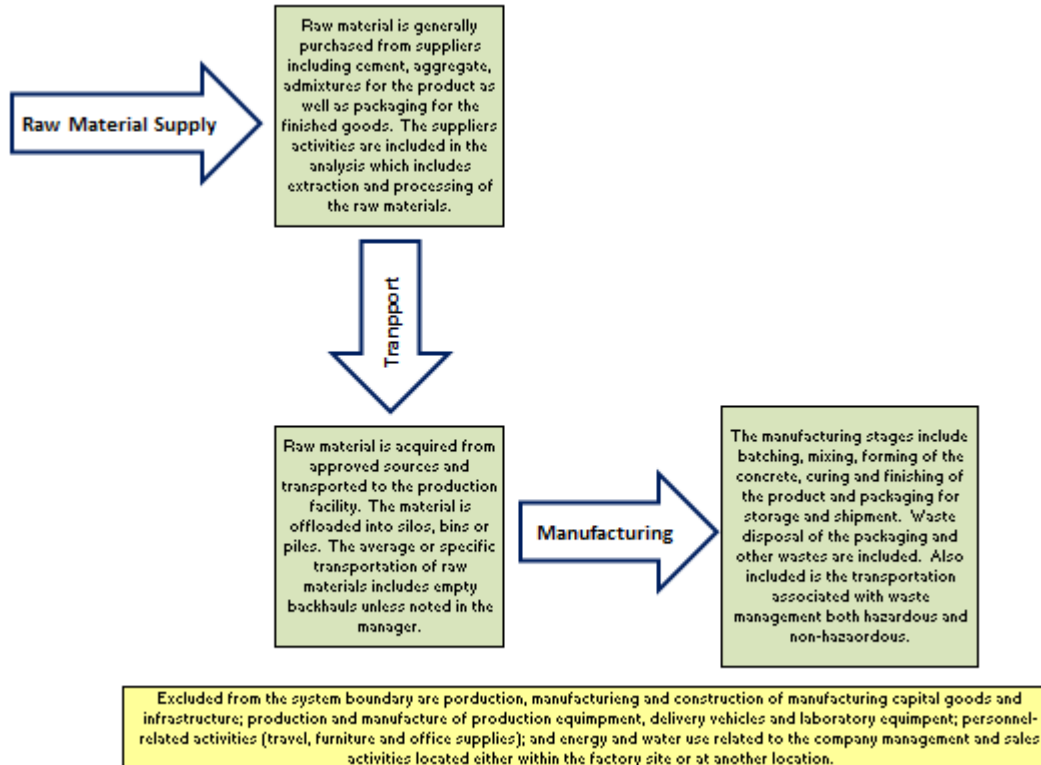 Raw Material Supply
Raw material is generally
purchased from suppliers
including cement, aggregate,
admixtures for the product as
well as packaging for the
finished goods. The suppliers
activities are included in the
analysis which includes
extraction and processing of
the raw materials.
Tranpport
Raw material is acquired from
approved sources and
transported to the production
facility. The material is
offloaded into silos, bins or
piles. The average or specific
transportation of raw
materials includes empty
backhauls unless noted in the
manager.
Manufacturing
The manufacturing stages include
batching, mixing, forming of the
concrete, curing and finishing of
the product and packaging for
storage and shipment. Waste
disposal of the packaging and
other wastes are included. Also
included is the transportation
associated with waste
management both hazardous and
non-hazaordous.
Excluded from the system boundary are porduction, manufacturieng and construction of manufacturing capital goods and
infrastructure; production and manufacture of production equimpment, delivery vehicles and laboratory equimpent; personnel-
related activities (travel, furniture and office supplies); and energy and water use related to the company management and sales
activities located either within the factory site or at another location.